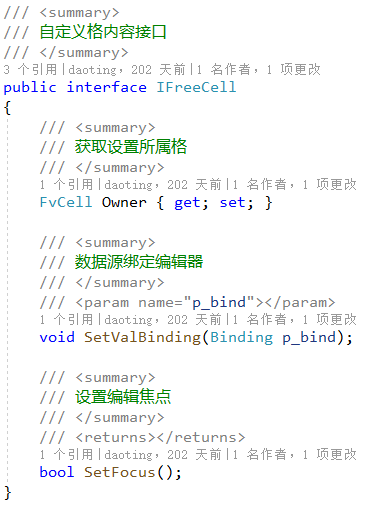 /// <summary>
/// 自定义格内容接口
/// </summary>
3 个引用|daoting，202 天前|1 名作者，1 项更改
public interface IFreeCell
{
/// <summary>
/// 获取设置所属格
/// </summary>
1 个引用|daoting，202 天前|1 名作者，1 项更改
FvCell Owner { get; set; }
/// <summary>
/// 数据源绑定编辑器
/// </summary>
/// <param name="p_bind"></param>
1 个引用|daoting，202 天前|1 名作者，1 项更改
void SetValBinding(Binding p_bind);
/// <summary>
/// 设置编辑焦点
/// </summary>
/// <returns></returns>
1 个引用|daoting，202 天前|1 名作者，1 项更改
bool SetFocus();
}